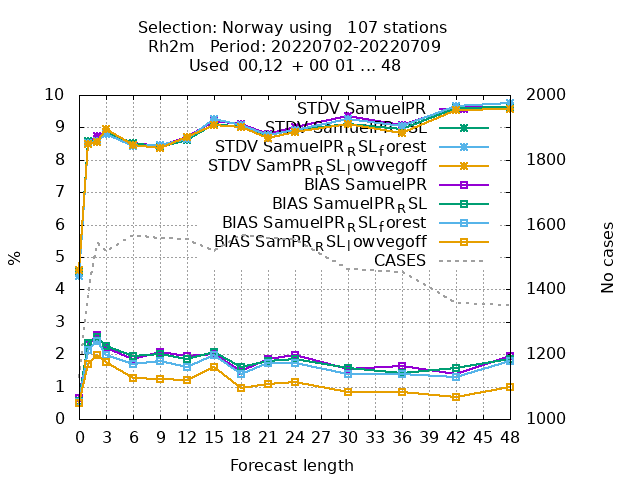 Selection: Norway using 107 stations
Rh2m Period: 20220702-20220709
Used 00,12 + 00 01 ... 48
10 2000
STDV SamuelPR
9 STDV SamuelPR_RSL 1800
STDV SamuelPR_RSL_forest
8 STDV SamPR_RSL_lowvegoff
7 BIAS SamuelPR
BIAS SamuelPR_RSL
6 BIAS SamuelPR_RSL_forest 1600
BIAS SamPR_RSL_lowvegoff
5 CASES
% No cases
4 1400
3
2 1200
1
0 1000
0 3 6 9 12 15 18 21 24 27 30 33 36 39 42 45 48
Forecast length